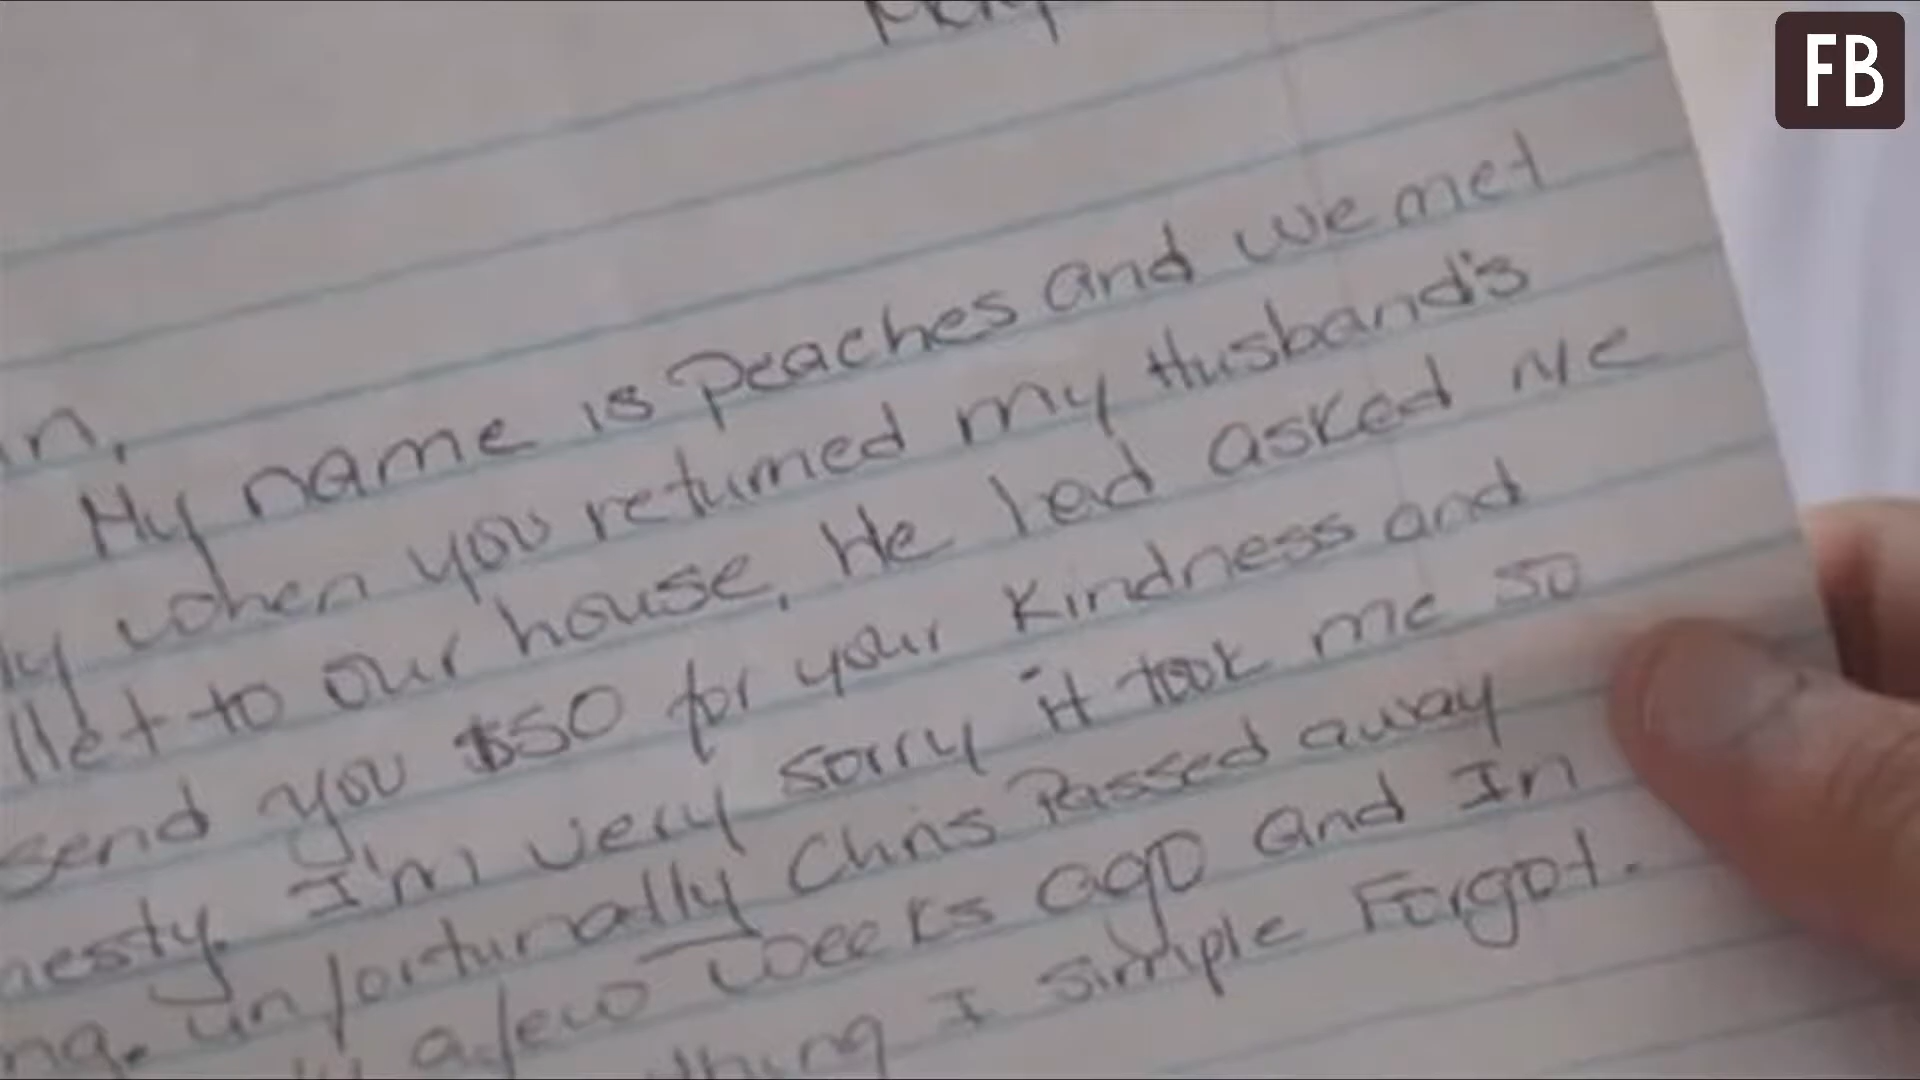 FB
My name is Peaches and we met
when you returned my Husband's
to our house. He had asked me
send you $50 for your Kindness and
I'm very sorry it took me so
unfortunally Chris Passed away
a few weeks ago and In
I simple Forgot.